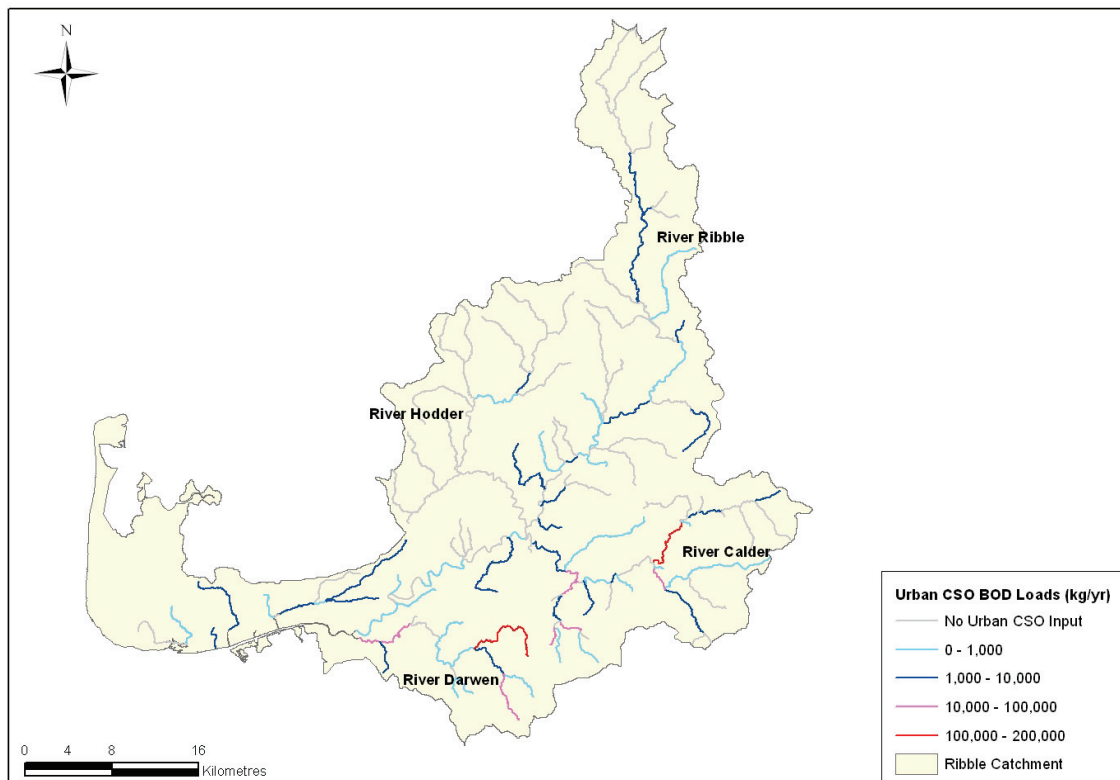 N
River Ribble
River Hodder
River Calder
River Darwen
Urban CSO BOD Loads (kg/yr)
No Urban CSO Input
0 - 1,000
1,000 - 10,000
10,000 - 100,000
100,000 - 200,000
Ribble Catchment
0 4 8 16
Kilometres